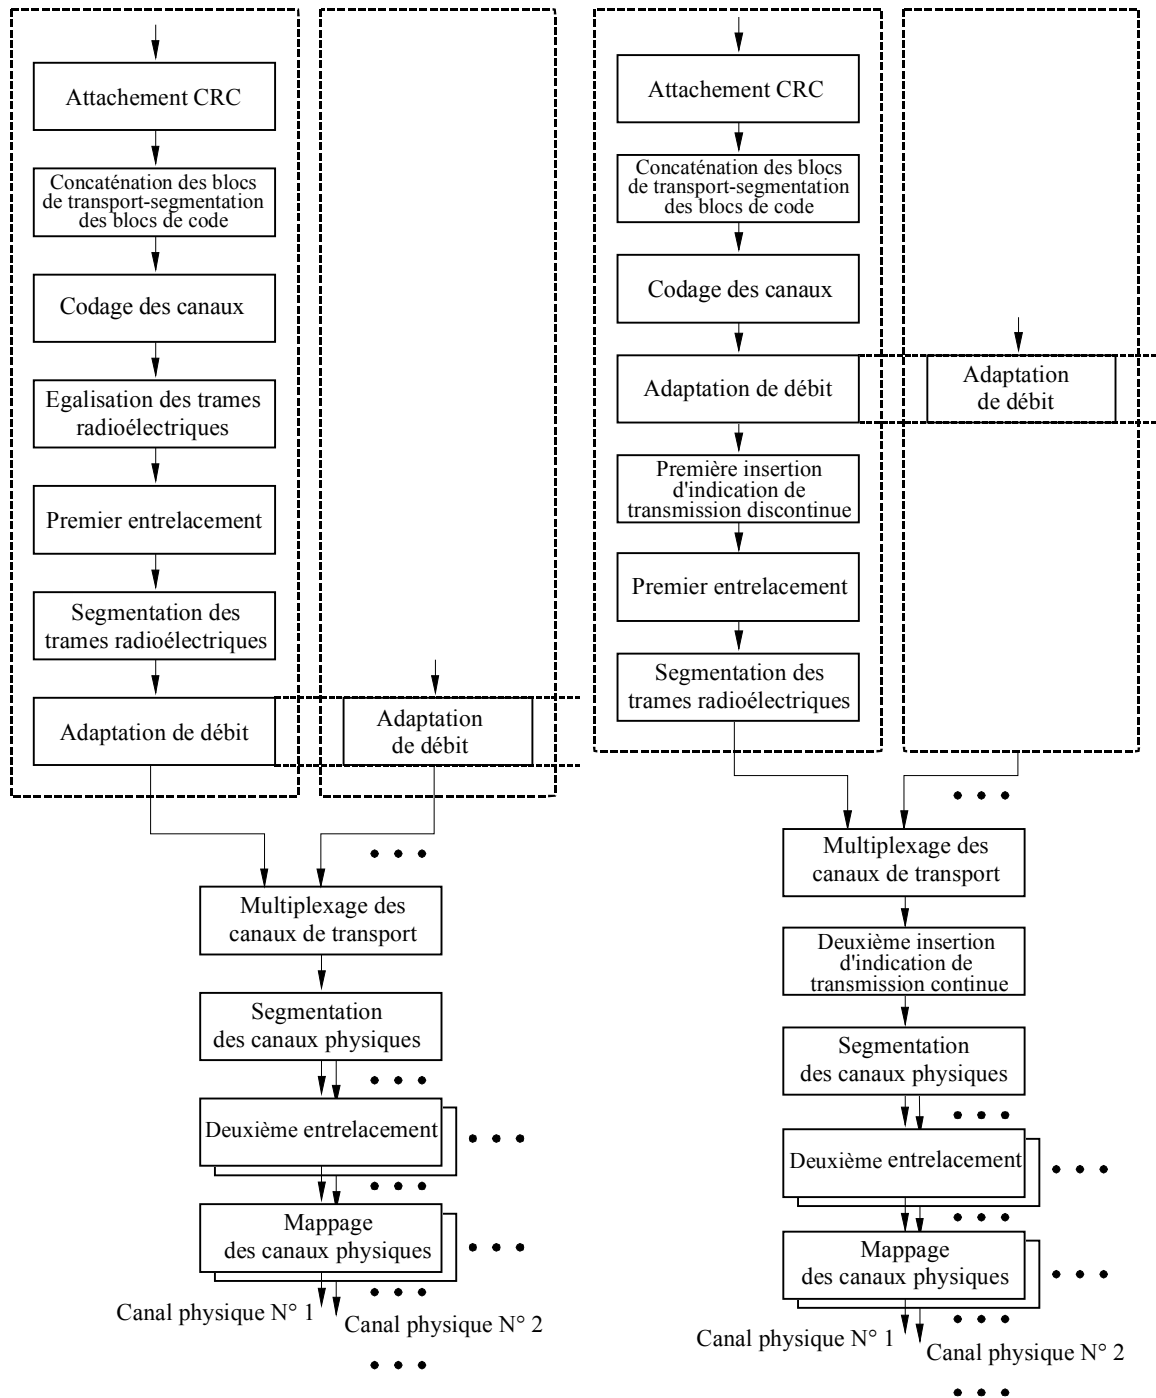 Attachement CRC
Concaténation des blocs
de transport-segmentation
des blocs de code
Codage des canaux
Egalisation des trames
radioélectriques
Premier entrelacement
Segmentation des
trames radioélectriques
Adaptation de débit
Adaptation
de débit
Multiplexage des
canaux de transport
Segmentation
des canaux physiques
Deuxième entrelacement
Mappage
des canaux physiques
Canal physique N° 1
Canal physique N° 2
Attachement CRC
Concaténation des blocs
de transport-segmentation
des blocs de code
Codage des canaux
Adaptation de débit
Adaptation
de débit
Première insertion
d'indication de
transmission discontinue
Premier entrelacement
Segmentation des
trames radioélectriques
Multiplexage des
canaux de transport
Deuxième insertion
d'indication de
transmission continue
Segmentation
des canaux physiques
Deuxième entrelacement
Mappage
des canaux physiques
Canal physique N° 1
Canal physique N° 2